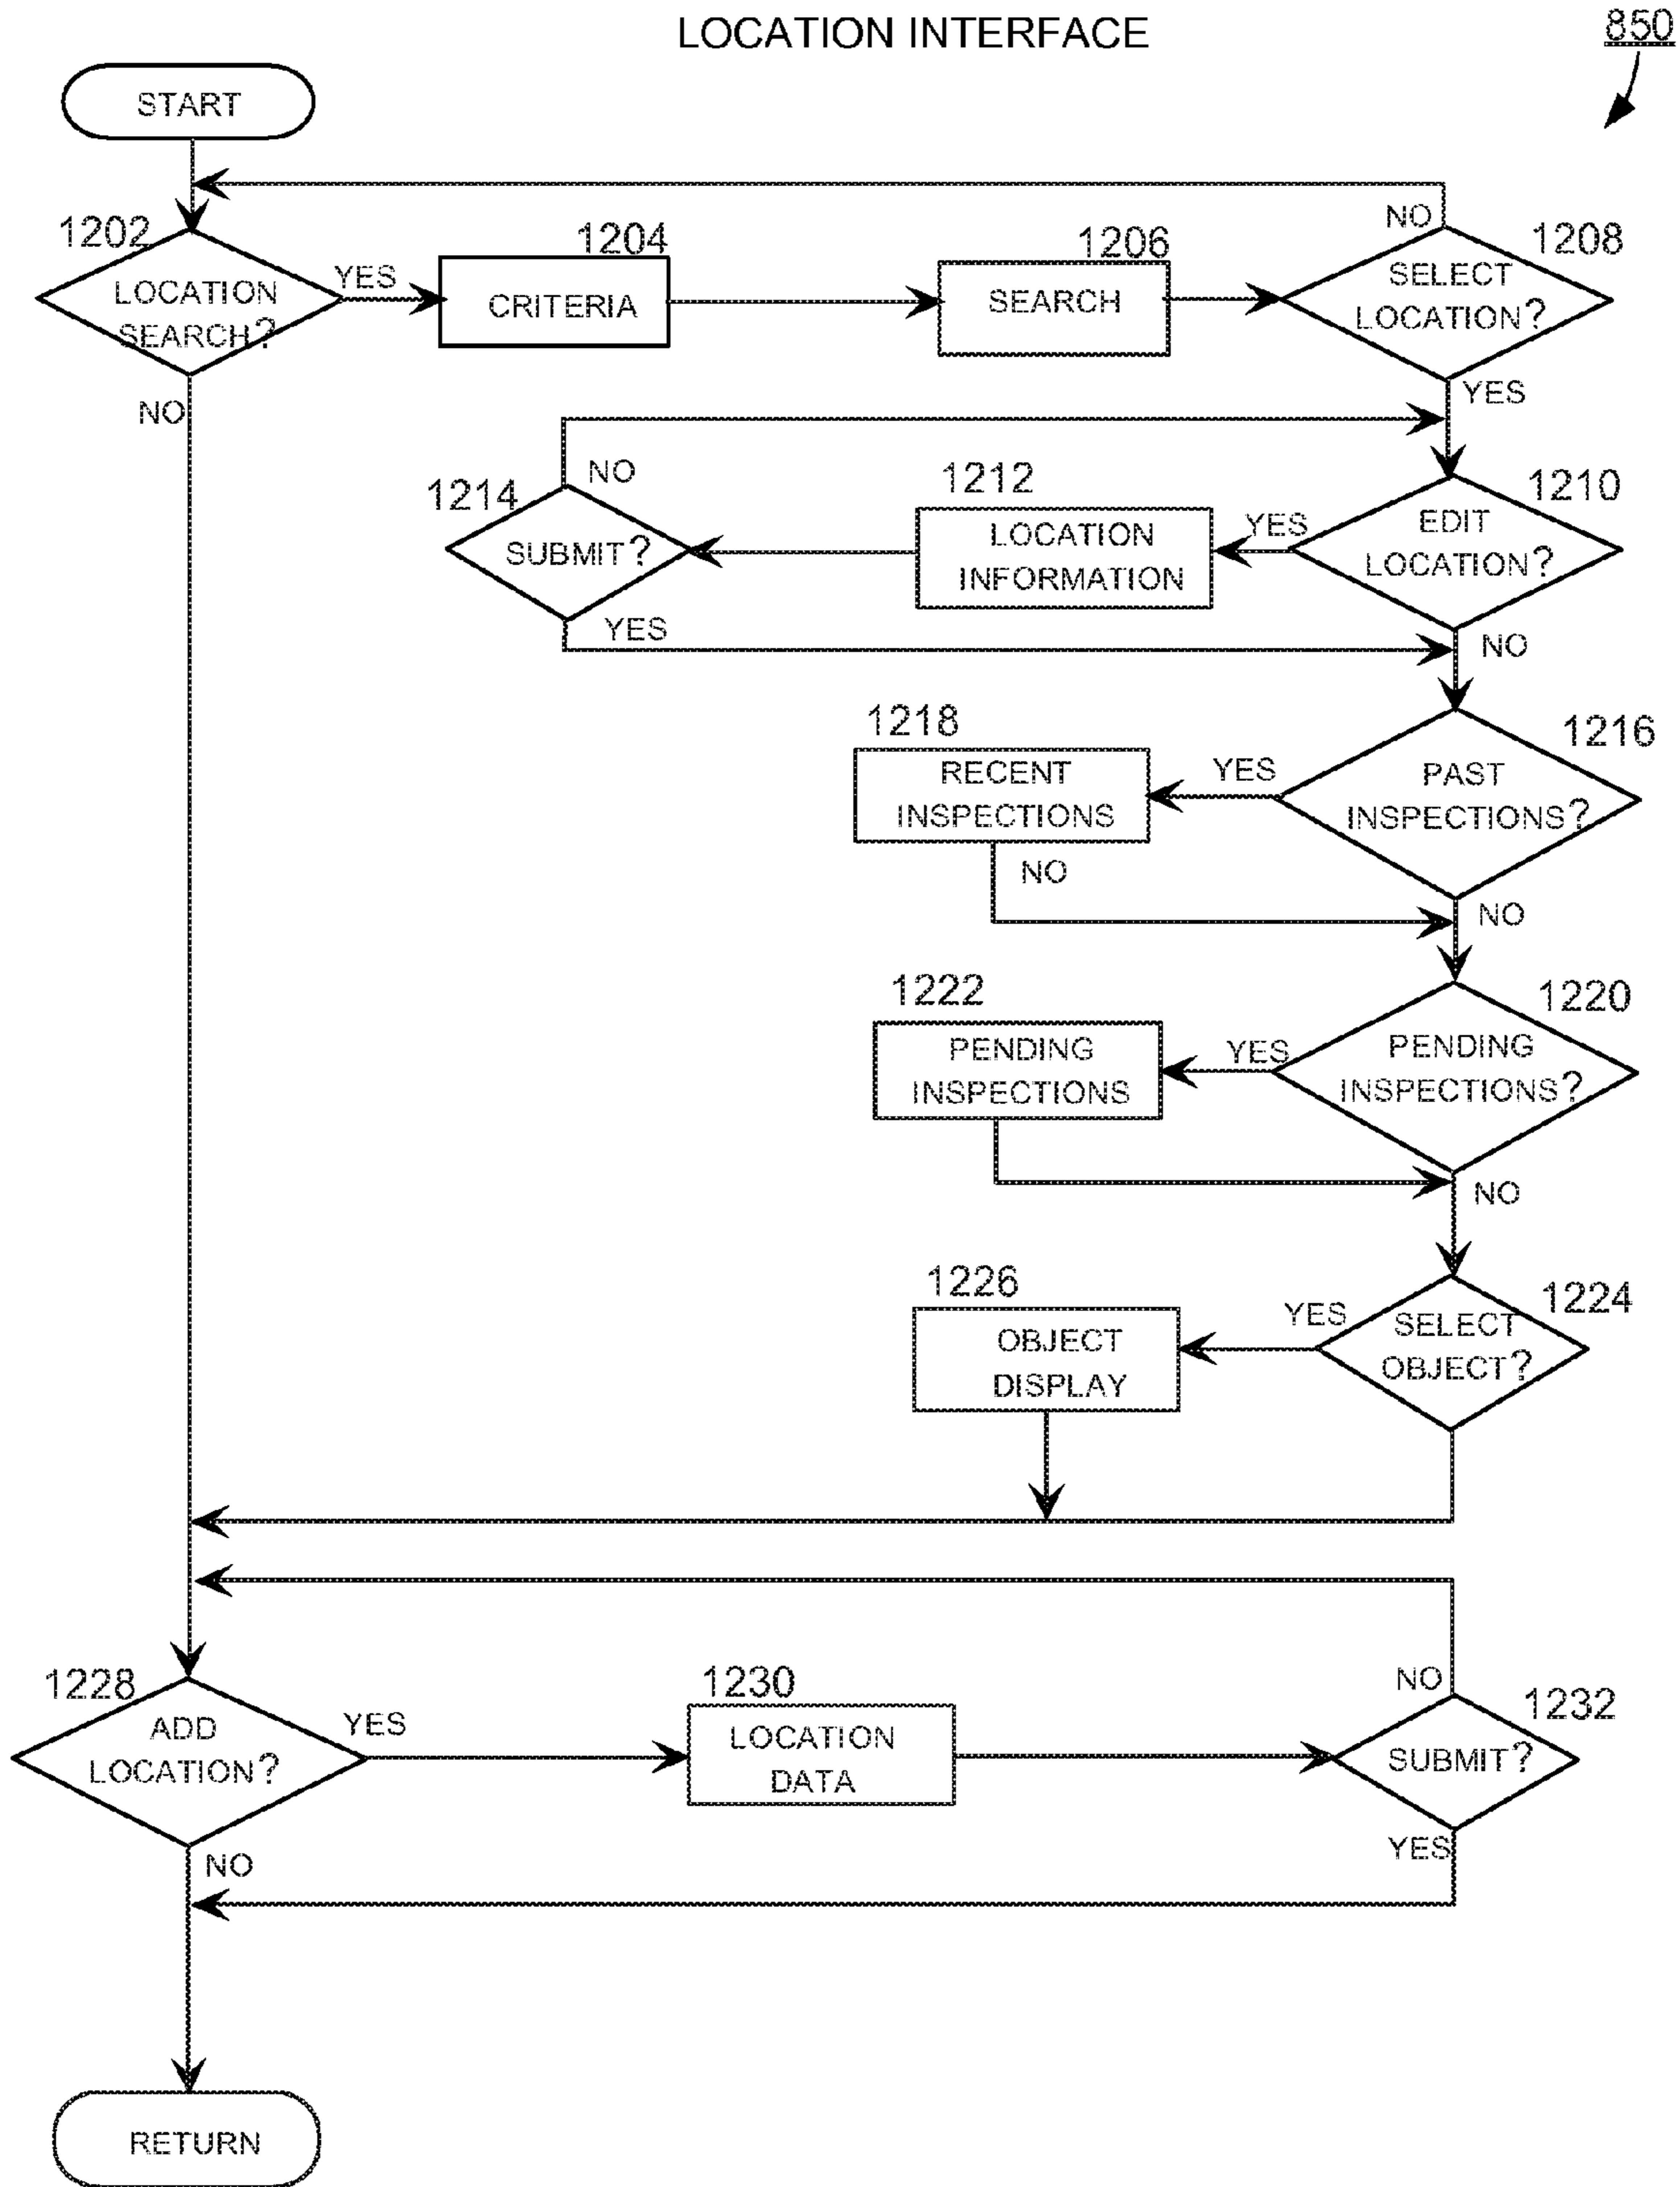 LOCATION INTERFACE
850
START
NO
1202
1204
1206
1208
LOCATION
SEARCH?
YES
CRITERIA
SEARCH
SELECT
LOCATION?
NO
YES
NO
1214
1212
1210
SUBMIT?
LOCATION
INFORMATION
YES
EDIT
LOCATION?
YES
NO
1218
1216
RECENT
INSPECTIONS
YES
PAST
INSPECTIONS?
NO
NO
1222
1220
PENDING
INSPECTIONS
YES
PENDING
INSPECTIONS?
NO
1226
1224
OBJECT
DISPLAY
YES
SELECT
OBJECT?
NO
1228
1230
1232
ADD
LOCATION?
YES
LOCATION
DATA
SUBMIT?
NO
YES
RETURN